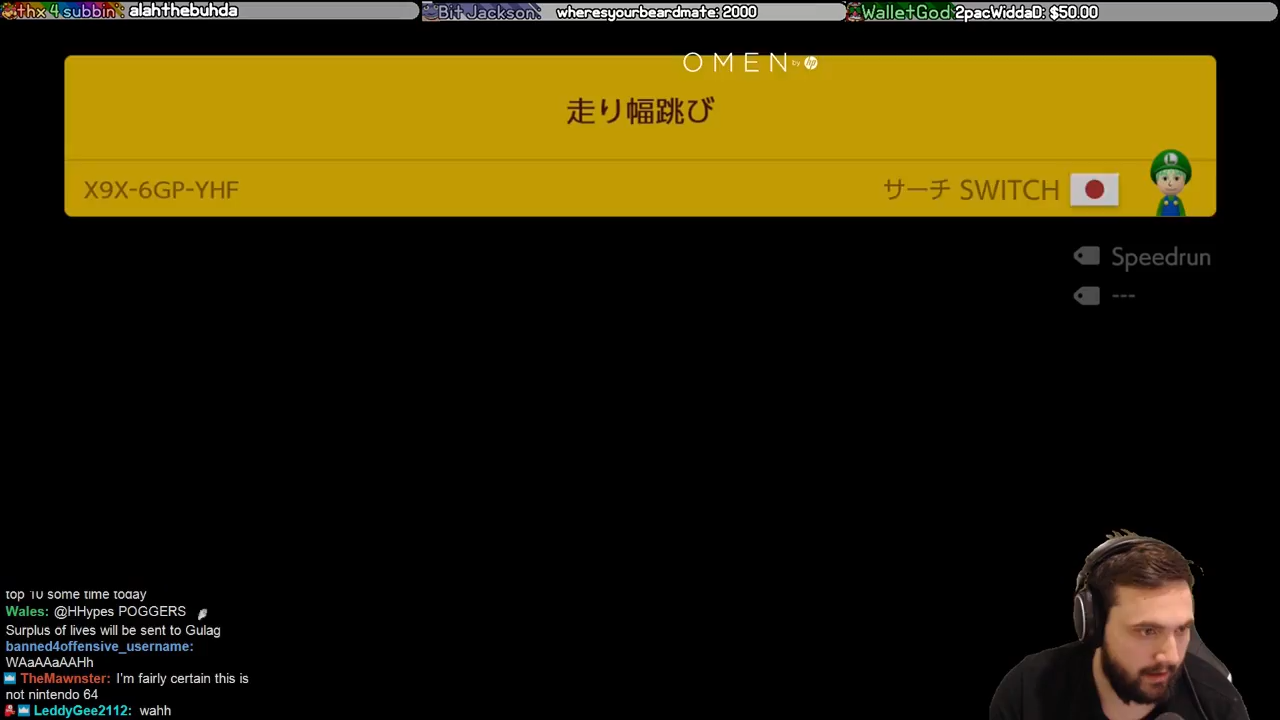 thx 4 subbin': alahthebuhda
Bit Jackson: wheresyourbeardmate: 2000
WalletGod: 2pacWiddaD: $50.00
OMEN by hp
走り幅跳び
X9X-6GP-YHF
サーチ SWITCH
L
Speedrun
---
top 10 some time today
Wales: @HHypes POGGERS
Surplus of lives will be sent to Gulag
banned4offensive_username:
WAaAAaAAHh
TheMawnster: I'm fairly certain this is
not nintendo 64
LeddyGee2112: wahh